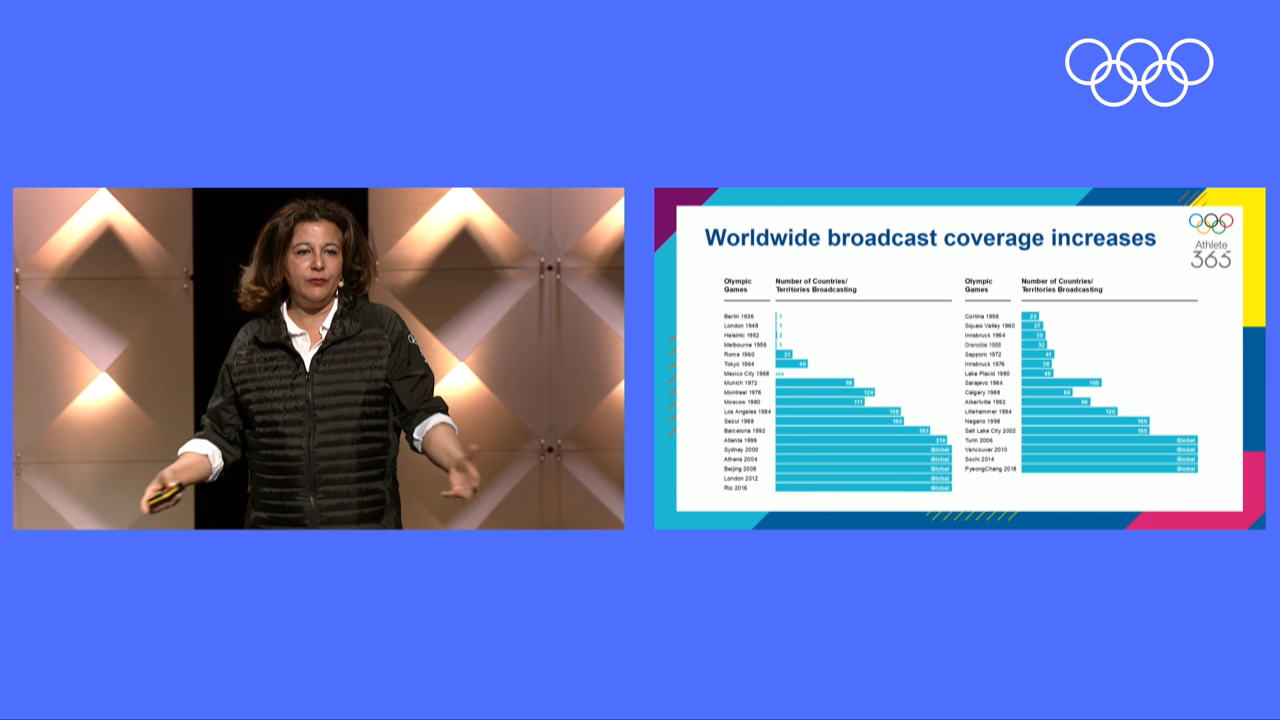 Worldwide broadcast coverage increases
Athlete
365
Olympic
Games
Number of Countries/
Territories Broadcasting
Berlin 1936 1
London 1948 1
Helsinki 1952 2
Melbourne 1956 1
Rome 1960 21
Tokyo 1964 40
Mexico City 1968 n/a
Munich 1972 98
Montreal 1976 124
Moscow 1980 111
Los Angeles 1984 156
Seoul 1988 160
Barcelona 1992 193
Atlanta 1996 214
Sydney 2000 Global
Athens 2004 Global
Beijing 2008 Global
London 2012 Global
Rio 2016 Global
Olympic
Games
Number of Countries/
Territories Broadcasting
Cortina 1956 22
Squaw Valley 1960 27
Innsbruck 1964 30
Grenoble 1968 32
Sapporo 1972 41
Innsbruck 1976 38
Lake Placid 1980 40
Sarajevo 1984 100
Calgary 1988 64
Albertville 1992 86
Lillehammer 1994 120
Nagano 1998 160
Salt Lake City 2002 160
Turin 2006 Global
Vancouver 2010 Global
Sochi 2014 Global
PyeongChang 2018 Global